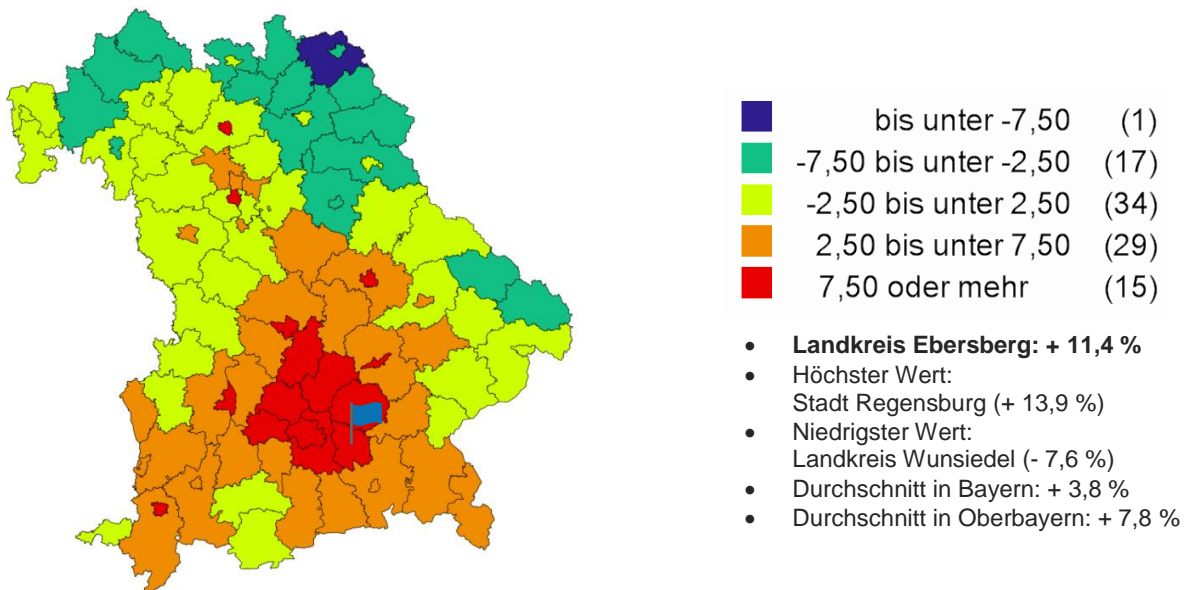 bis unter -7,50 (1)
-7,50 bis unter -2,50 (17)
-2,50 bis unter 2,50 (34)
2,50 bis unter 7,50 (29)
7,50 oder mehr (15)
• Landkreis Ebersberg: + 11,4 %
• Höchster Wert:
Stadt Regensburg (+ 13,9 %)
• Niedrigster Wert:
Landkreis Wunsiedel (- 7,6 %)
• Durchschnitt in Bayern: + 3,8 %
• Durchschnitt in Oberbayern: + 7,8 %